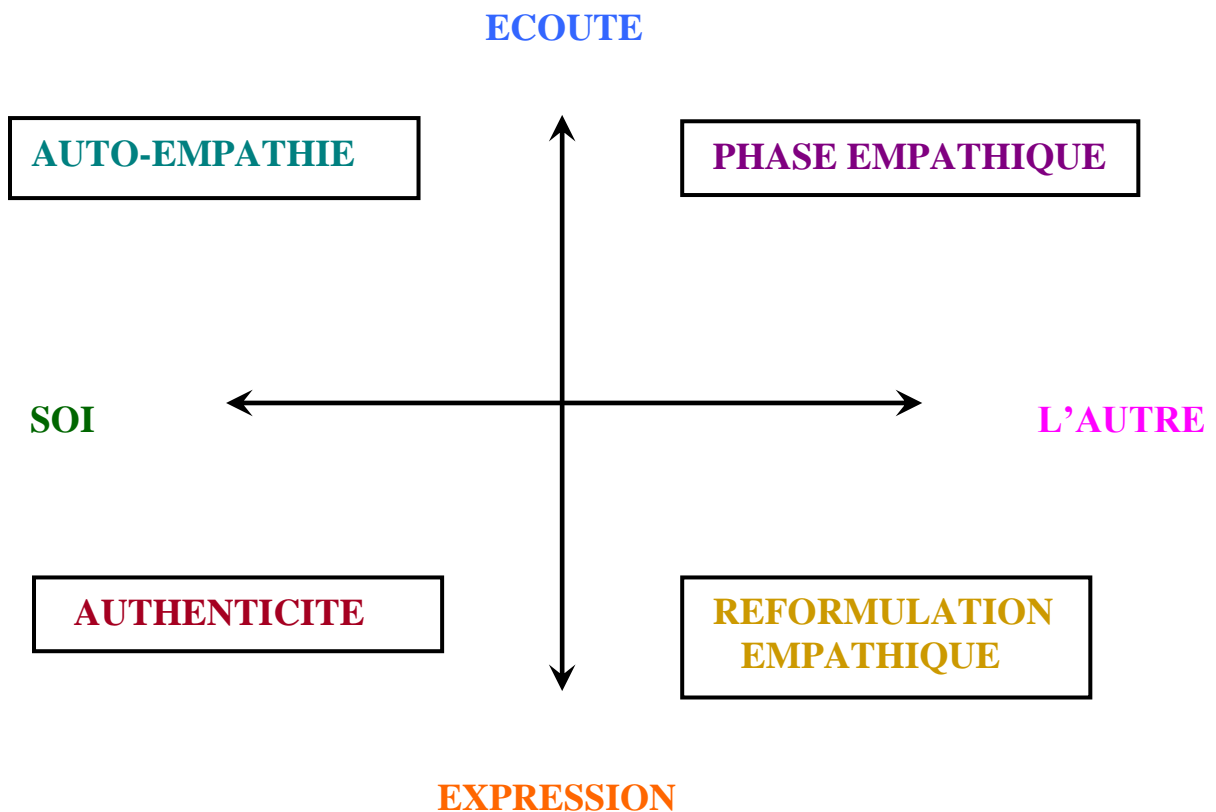 ECOUTE
AUTO-EMPATHIE
PHASE EMPATHIQUE
SOI
L’AUTRE
AUTHENTICITE
REFORMULATION
EMPATHIQUE
EXPRESSION